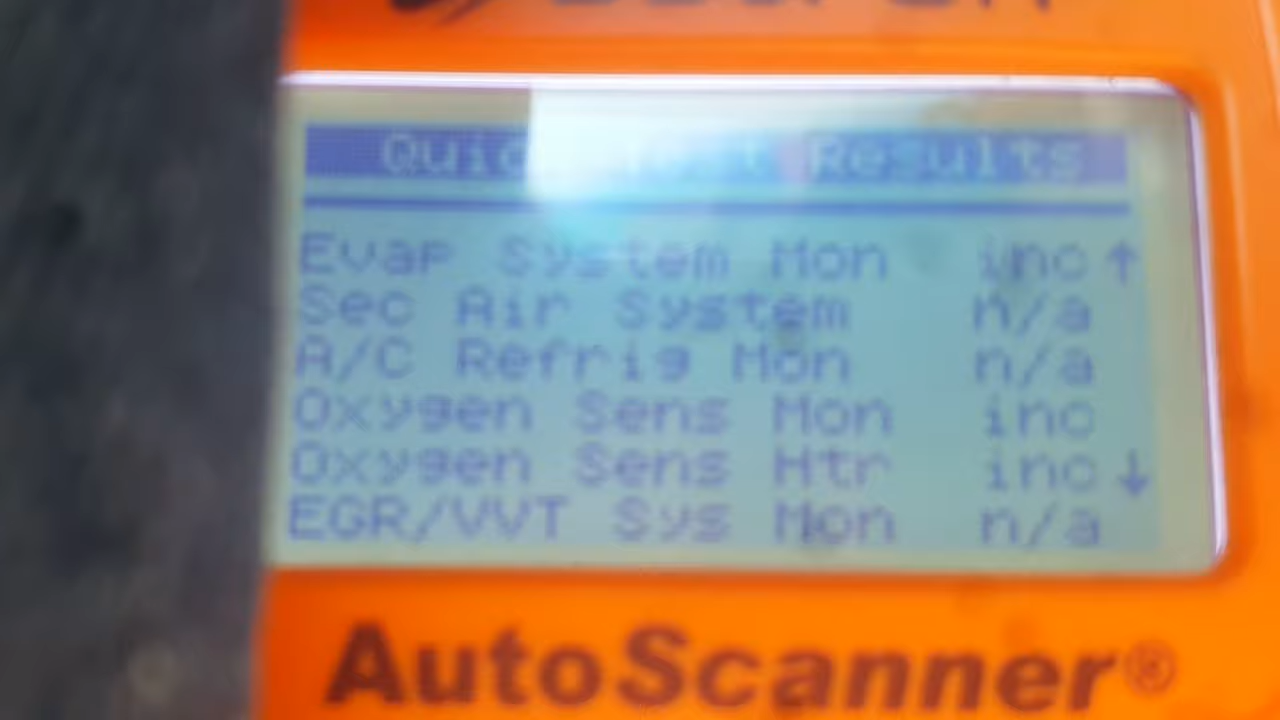 Quick Test Results
Evap System Mon inc ↑
Sec Air System n/a
A/C Refrig Mon n/a
Oxygen Sens Mon inc
Oxygen Sens Htr inc ↓
EGR/VVT Sys Mon n/a
AutoScanner®